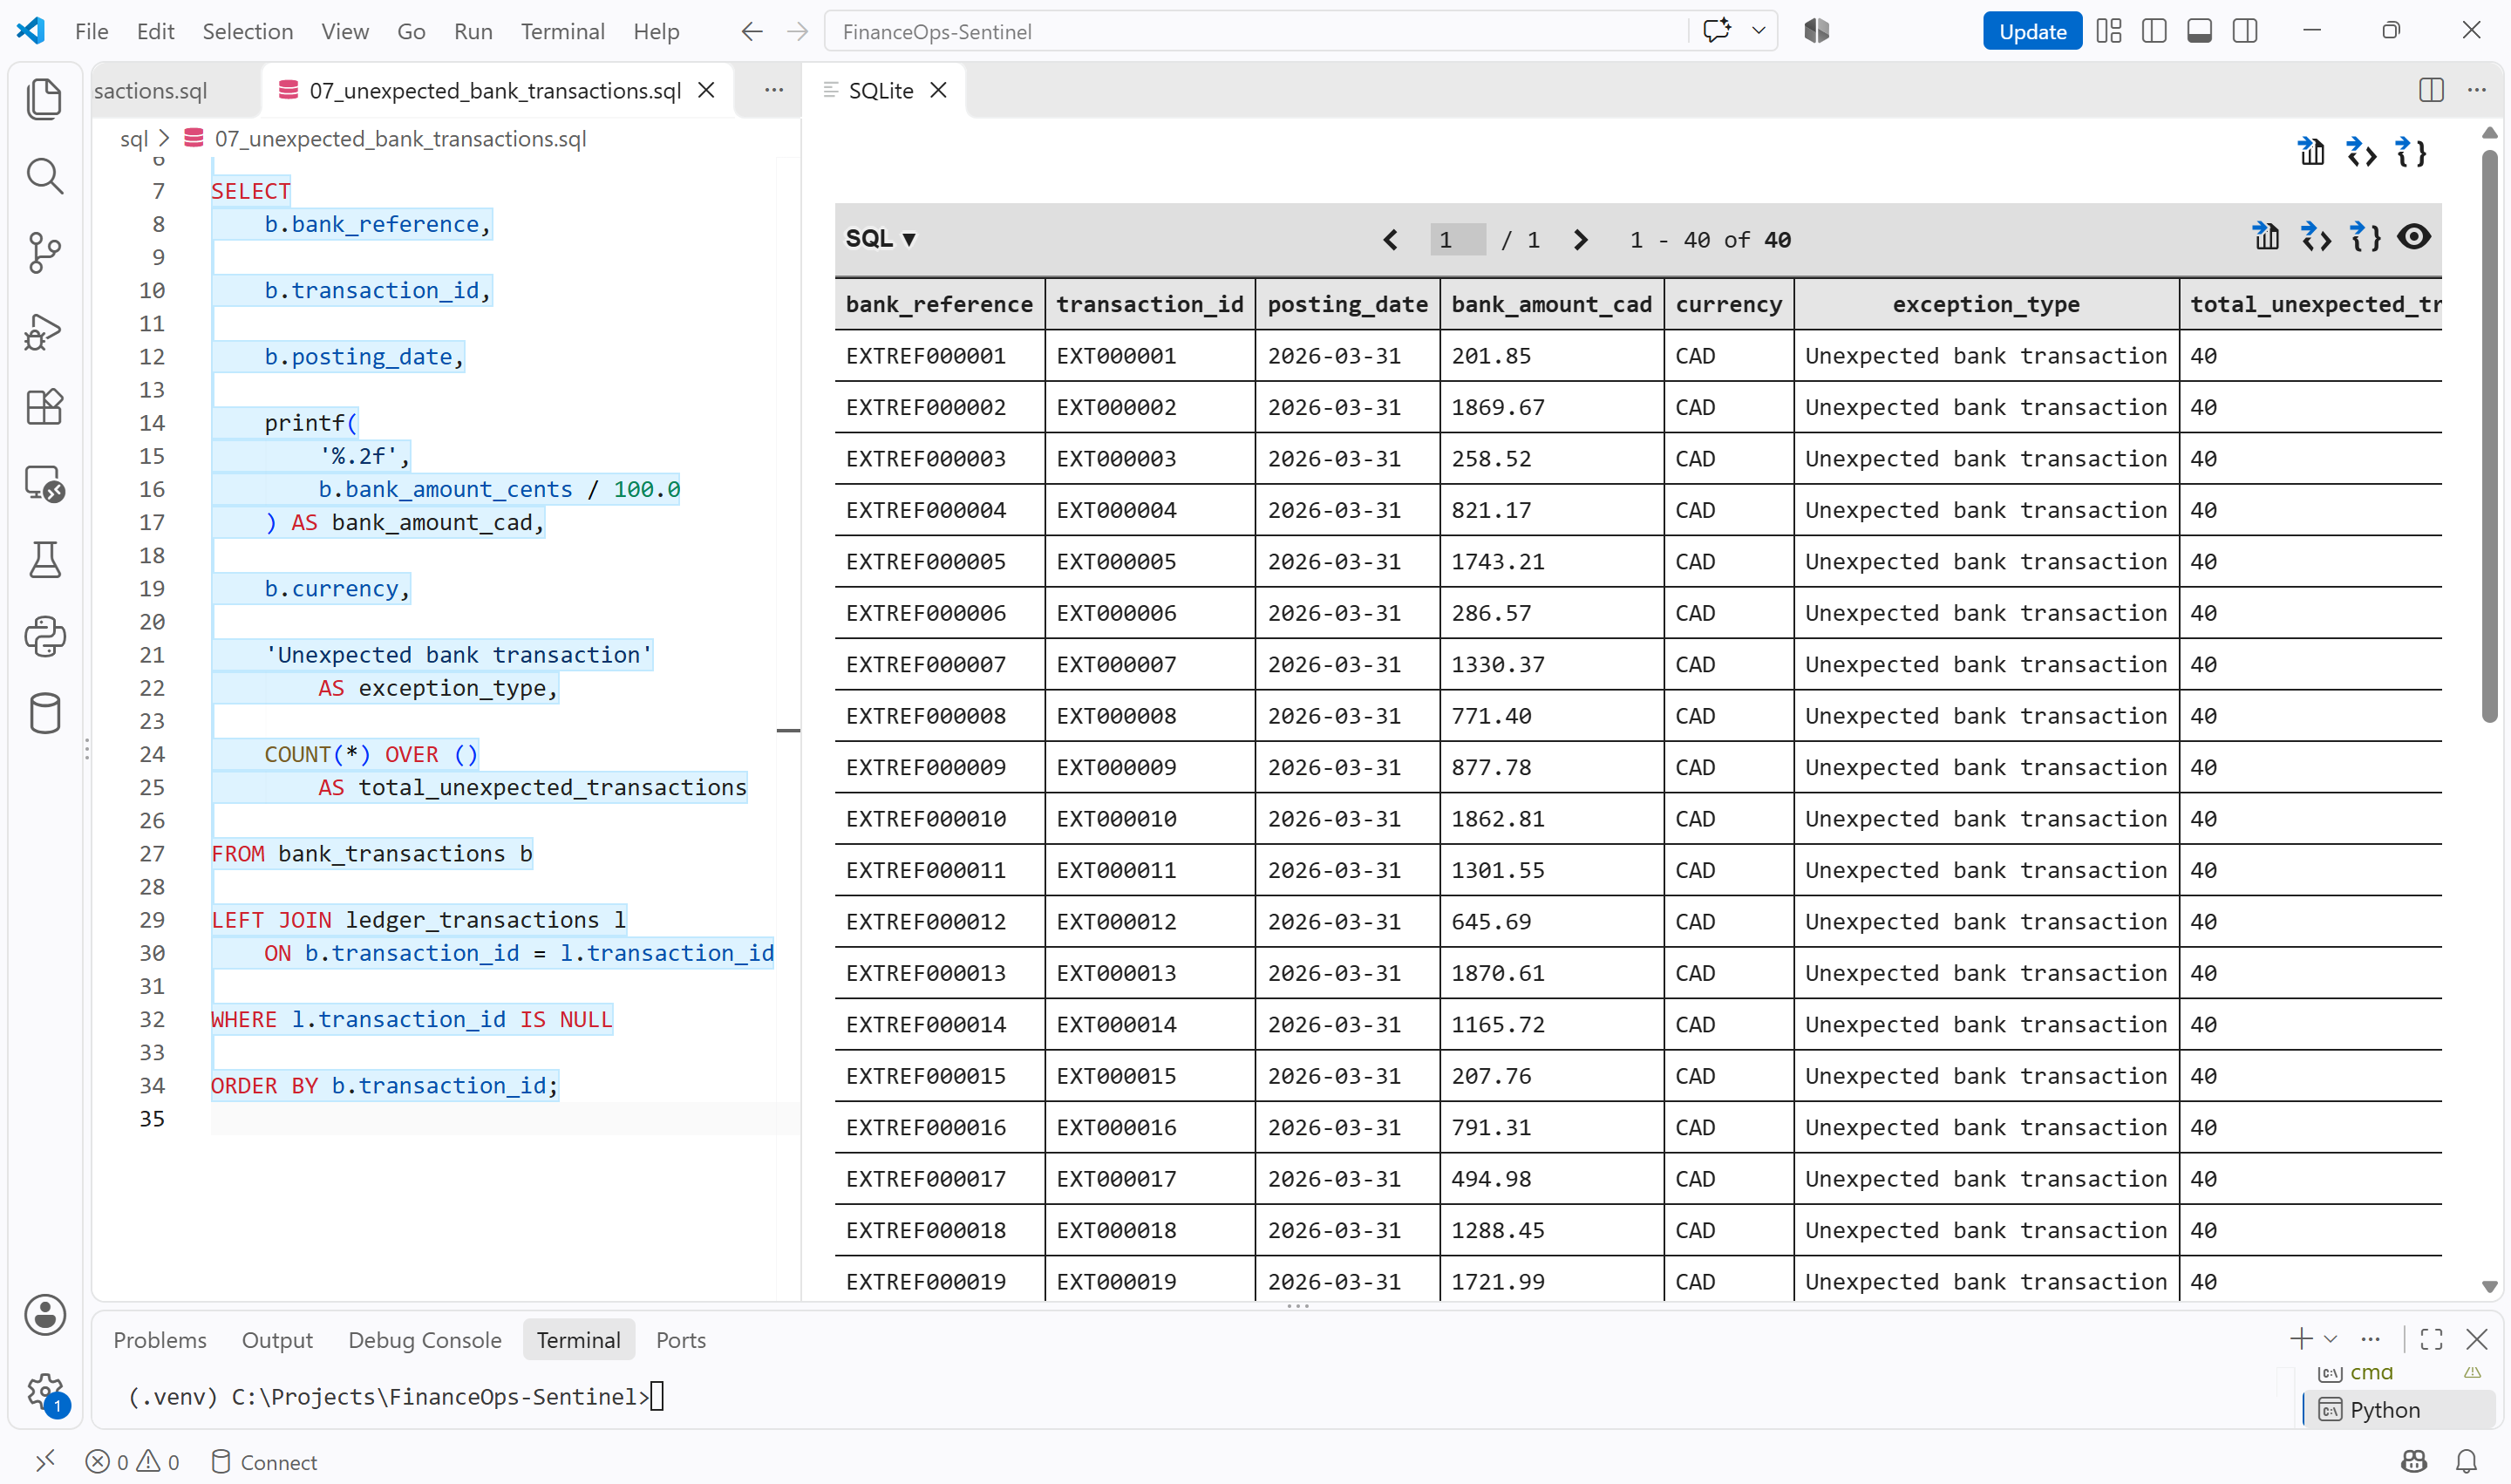 File Edit Selection View Go Run Terminal Help
FinanceOps-Sentinel
Update
sactions.sql
07_unexpected_bank_transactions.sql
SQLite
sql > 07_unexpected_bank_transactions.sql
6
7 SELECT
8 b.bank_reference,
9
10 b.transaction_id,
11
12 b.posting_date,
13
14 printf(
15 '%.2f',
16 b.bank_amount_cents / 100.0
17 ) AS bank_amount_cad,
18
19 b.currency,
20
21 'Unexpected bank transaction'
22 AS exception_type,
23
24 COUNT(*) OVER ()
25 AS total_unexpected_transactions
26
27 FROM bank_transactions b
28
29 LEFT JOIN ledger_transactions l
30 ON b.transaction_id = l.transaction_id
31
32 WHERE l.transaction_id IS NULL
33
34 ORDER BY b.transaction_id;
35
SQL ▼ 1 / 1 1 - 40 of 40
bank_reference transaction_id posting_date bank_amount_cad currency exception_type total_unexpected_tr
EXTREF000001 EXT000001 2026-03-31 201.85 CAD Unexpected bank transaction 40
EXTREF000002 EXT000002 2026-03-31 1869.67 CAD Unexpected bank transaction 40
EXTREF000003 EXT000003 2026-03-31 258.52 CAD Unexpected bank transaction 40
EXTREF000004 EXT000004 2026-03-31 821.17 CAD Unexpected bank transaction 40
EXTREF000005 EXT000005 2026-03-31 1743.21 CAD Unexpected bank transaction 40
EXTREF000006 EXT000006 2026-03-31 286.57 CAD Unexpected bank transaction 40
EXTREF000007 EXT000007 2026-03-31 1330.37 CAD Unexpected bank transaction 40
EXTREF000008 EXT000008 2026-03-31 771.40 CAD Unexpected bank transaction 40
EXTREF000009 EXT000009 2026-03-31 877.78 CAD Unexpected bank transaction 40
EXTREF000010 EXT000010 2026-03-31 1862.81 CAD Unexpected bank transaction 40
EXTREF000011 EXT000011 2026-03-31 1301.55 CAD Unexpected bank transaction 40
EXTREF000012 EXT000012 2026-03-31 645.69 CAD Unexpected bank transaction 40
EXTREF000013 EXT000013 2026-03-31 1870.61 CAD Unexpected bank transaction 40
EXTREF000014 EXT000014 2026-03-31 1165.72 CAD Unexpected bank transaction 40
EXTREF000015 EXT000015 2026-03-31 207.76 CAD Unexpected bank transaction 40
EXTREF000016 EXT000016 2026-03-31 791.31 CAD Unexpected bank transaction 40
EXTREF000017 EXT000017 2026-03-31 494.98 CAD Unexpected bank transaction 40
EXTREF000018 EXT000018 2026-03-31 1288.45 CAD Unexpected bank transaction 40
EXTREF000019 EXT000019 2026-03-31 1721.99 CAD Unexpected bank transaction 40
Problems Output Debug Console Terminal Ports
(.venv) C:\Projects\FinanceOps-Sentinel>
cmd
Python
1
0 0 Connect